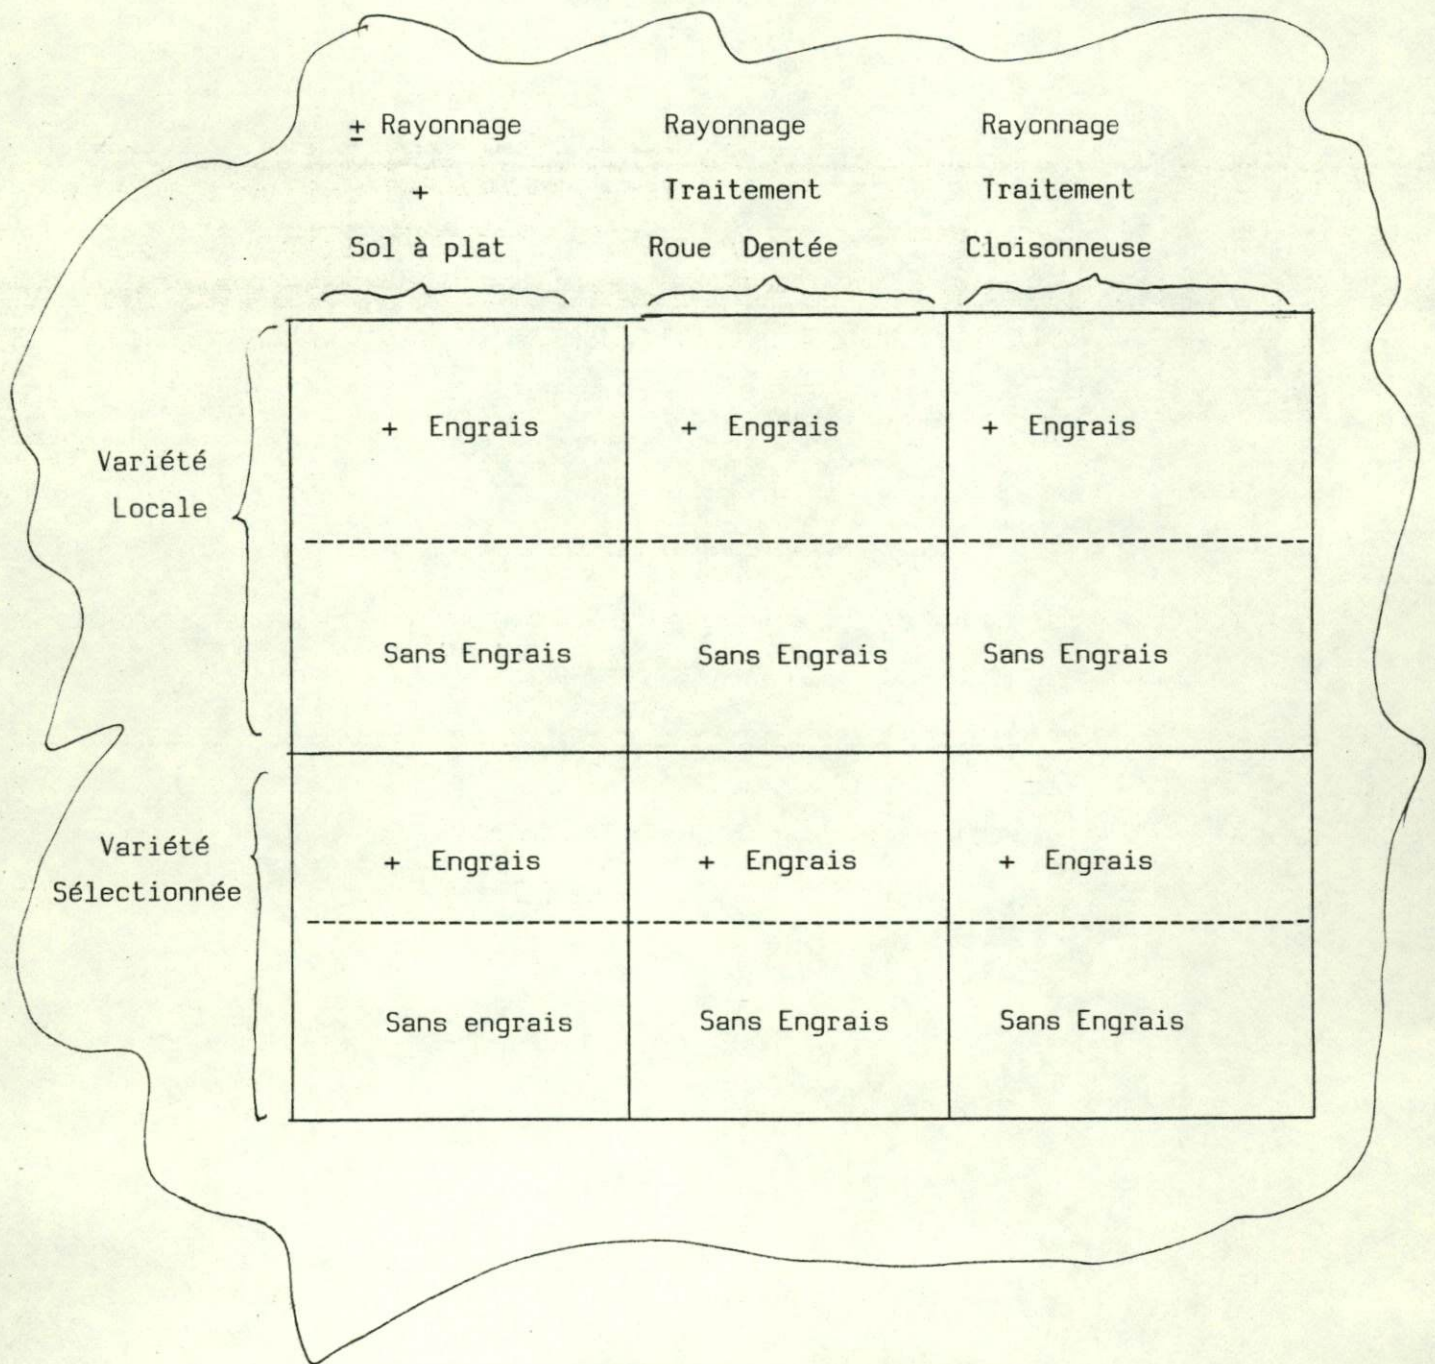 ± Rayonnage Rayonnage Rayonnage
+ Traitement Traitement
Sol à plat Roue Dentée Cloisonneuse
+ Engrais + Engrais + Engrais
Variété
Locale
Sans Engrais Sans Engrais Sans Engrais
Variété
Sélectionnée
+ Engrais + Engrais + Engrais
Sans engrais Sans Engrais Sans Engrais